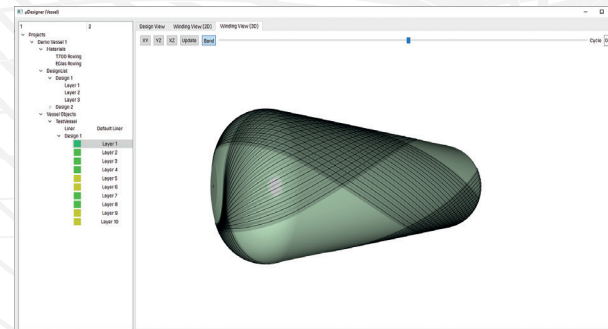 µDesigner (Vessel)
1 2
Projects
Demo Vessel 1
Materials
T700 Roving
EGlas Roving
DesignList
Design 1
Layer 1
Layer 2
Layer 3
Design 2
Vessel Objects
TestVessel
Liner Default Liner
Design 1
Layer 1
Layer 2
Layer 3
Layer 4
Layer 5
Layer 6
Layer 7
Layer 8
Layer 9
Layer 10
Design View Winding View (2D) Winding View (3D)
XY YZ XZ Update Band Cycle